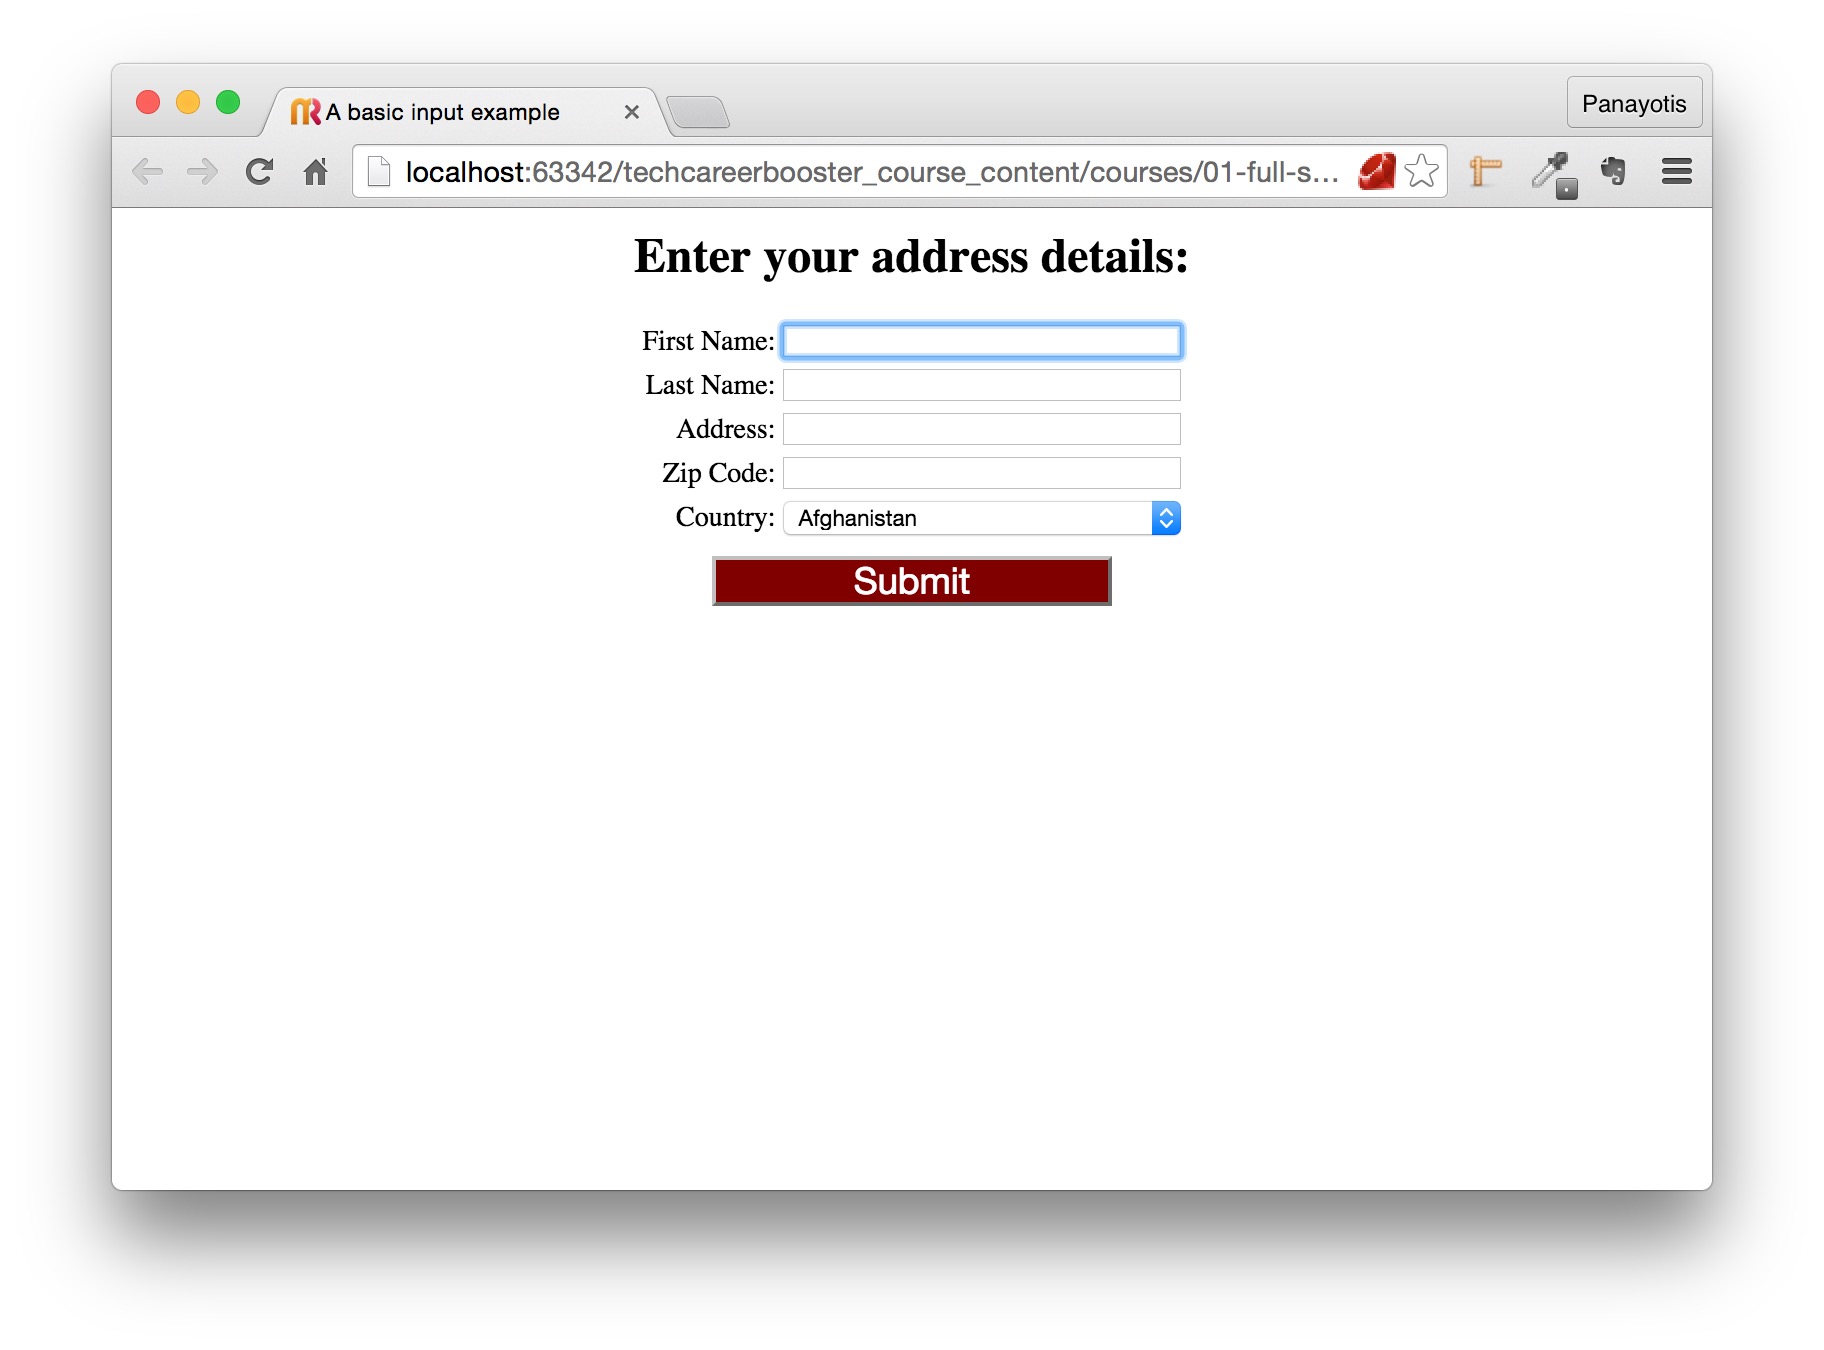 A basic input example
Panayotis
localhost:63342/techcareerbooster_course_content/courses/01-full-s...
Enter your address details:
First Name:
Last Name:
Address:
Zip Code:
Country: Afghanistan
Submit